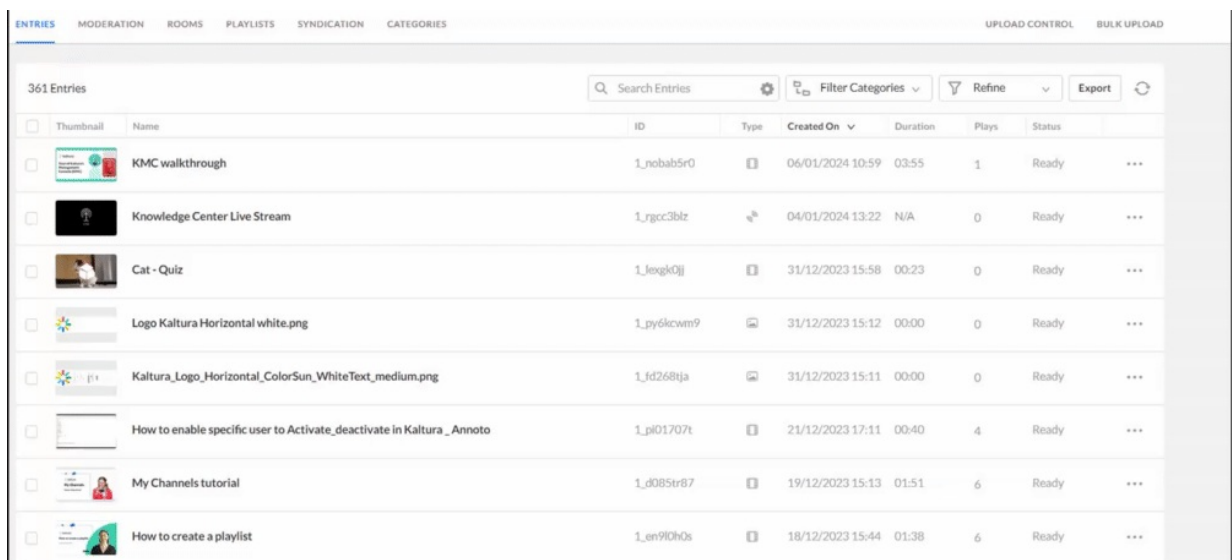 ENTRIES MODERATION ROOMS PLAYLISTS SYNDICATION CATEGORIES UPLOAD CONTROL BULK UPLOAD
361 Entries Search Entries Filter Categories Refine Export
Thumbnail Name ID Type Created On Duration Plays Status
KMC walkthrough 1_nobab5r0 06/01/2024 10:59 03:55 1 Ready
Knowledge Center Live Stream 1_rgcc3blz 04/01/2024 13:22 N/A 0 Ready
Cat - Quiz 1_lexgk0jj 31/12/2023 15:58 00:23 0 Ready
Logo Kaltura Horizontal white.png 1_py6kcwm9 31/12/2023 15:12 00:00 0 Ready
Kaltura_Logo_Horizontal_ColorSun_WhiteText_medium.png 1_fd268tja 31/12/2023 15:11 00:00 0 Ready
How to enable specific user to Activate_deactivate in Kaltura _ Annoto 1_pl01707t 21/12/2023 17:11 00:40 4 Ready
My Channels tutorial 1_d085tr87 19/12/2023 15:13 01:51 6 Ready
How to create a playlist 1_en9l0h0s 18/12/2023 15:44 01:38 6 Ready